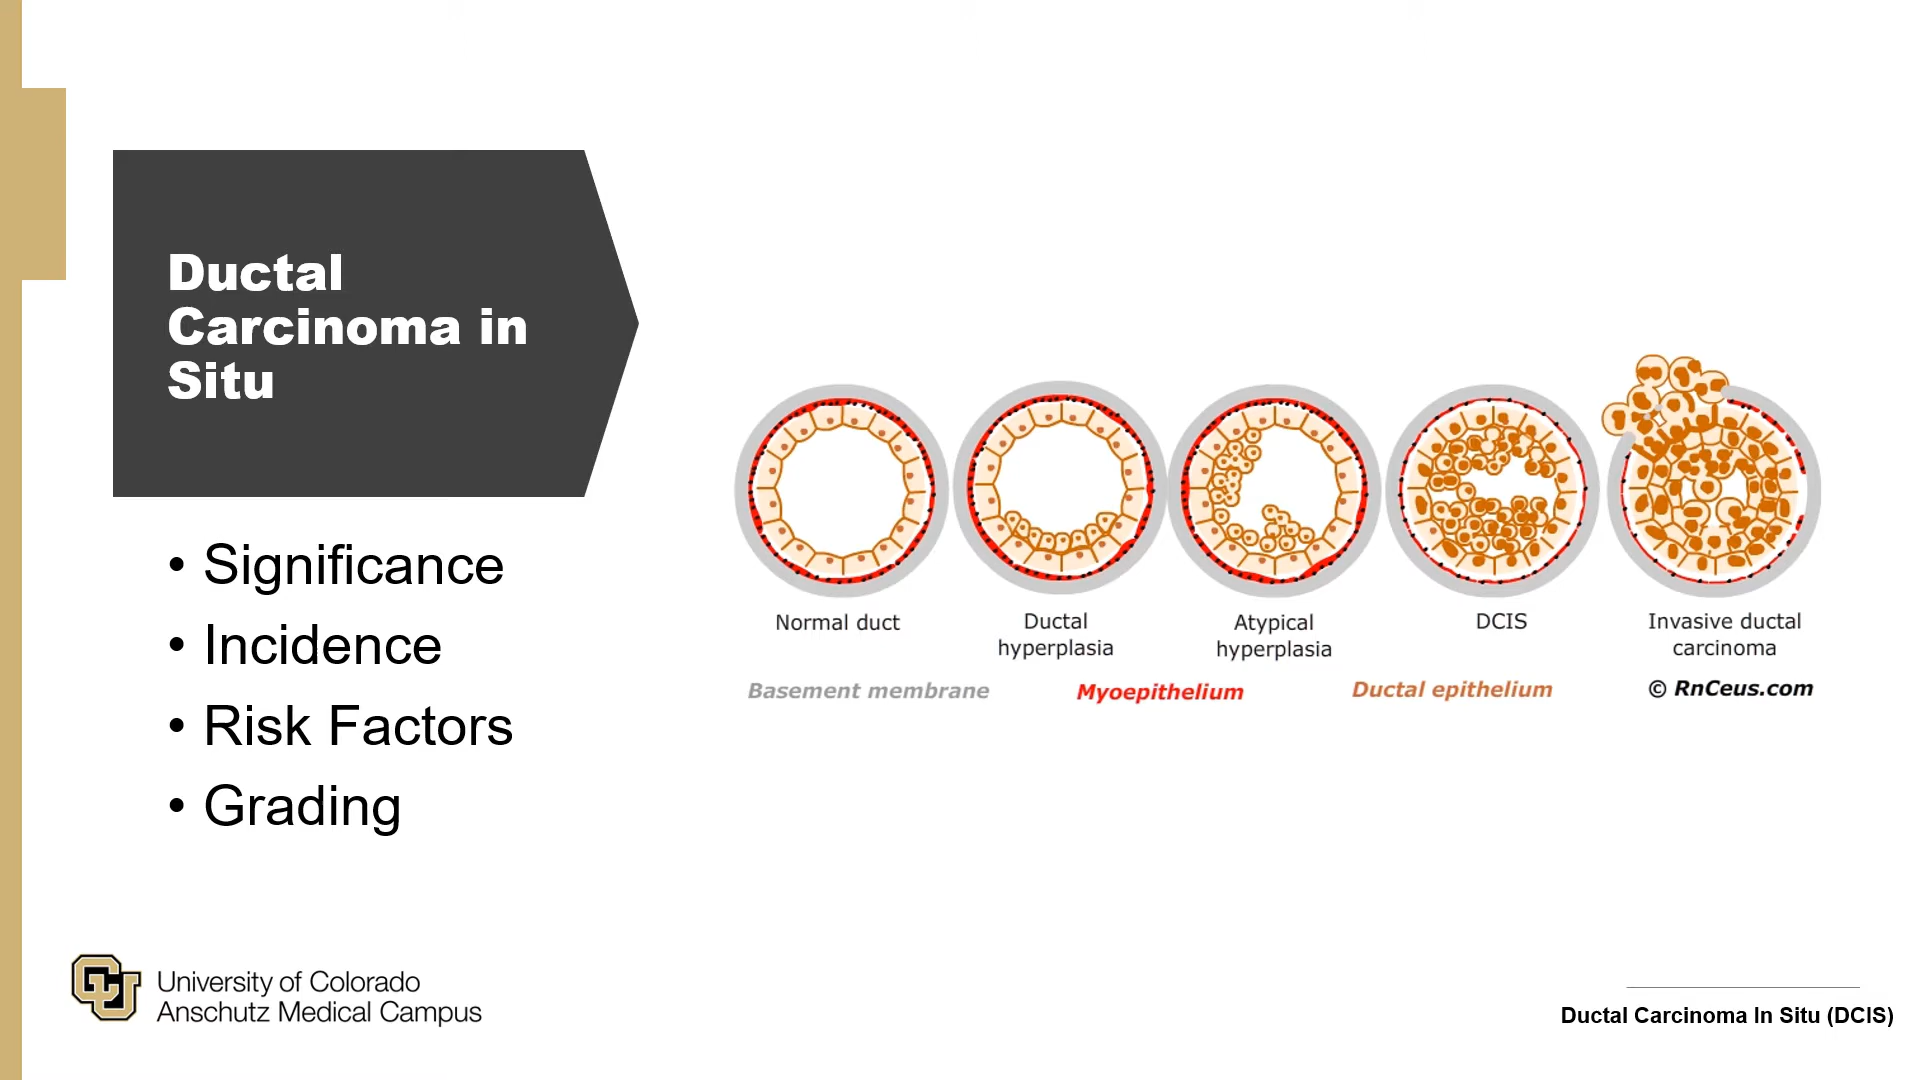 Ductal
Carcinoma in
Situ
• Significance
• Incidence
• Risk Factors
• Grading
Normal duct
Ductal
hyperplasia
Atypical
hyperplasia
DCIS
Invasive ductal
carcinoma
Basement membrane
Myoepithelium
Ductal epithelium
© RnCeus.com
CU
University of Colorado
Anschutz Medical Campus
Ductal Carcinoma In Situ (DCIS)